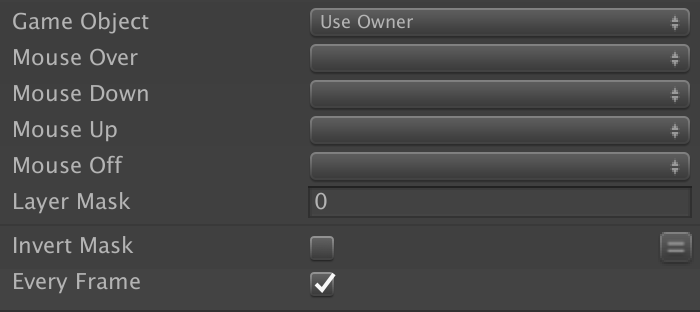 Game Object Use Owner
Mouse Over
Mouse Down
Mouse Up
Mouse Off
Layer Mask 0
Invert Mask =
Every Frame